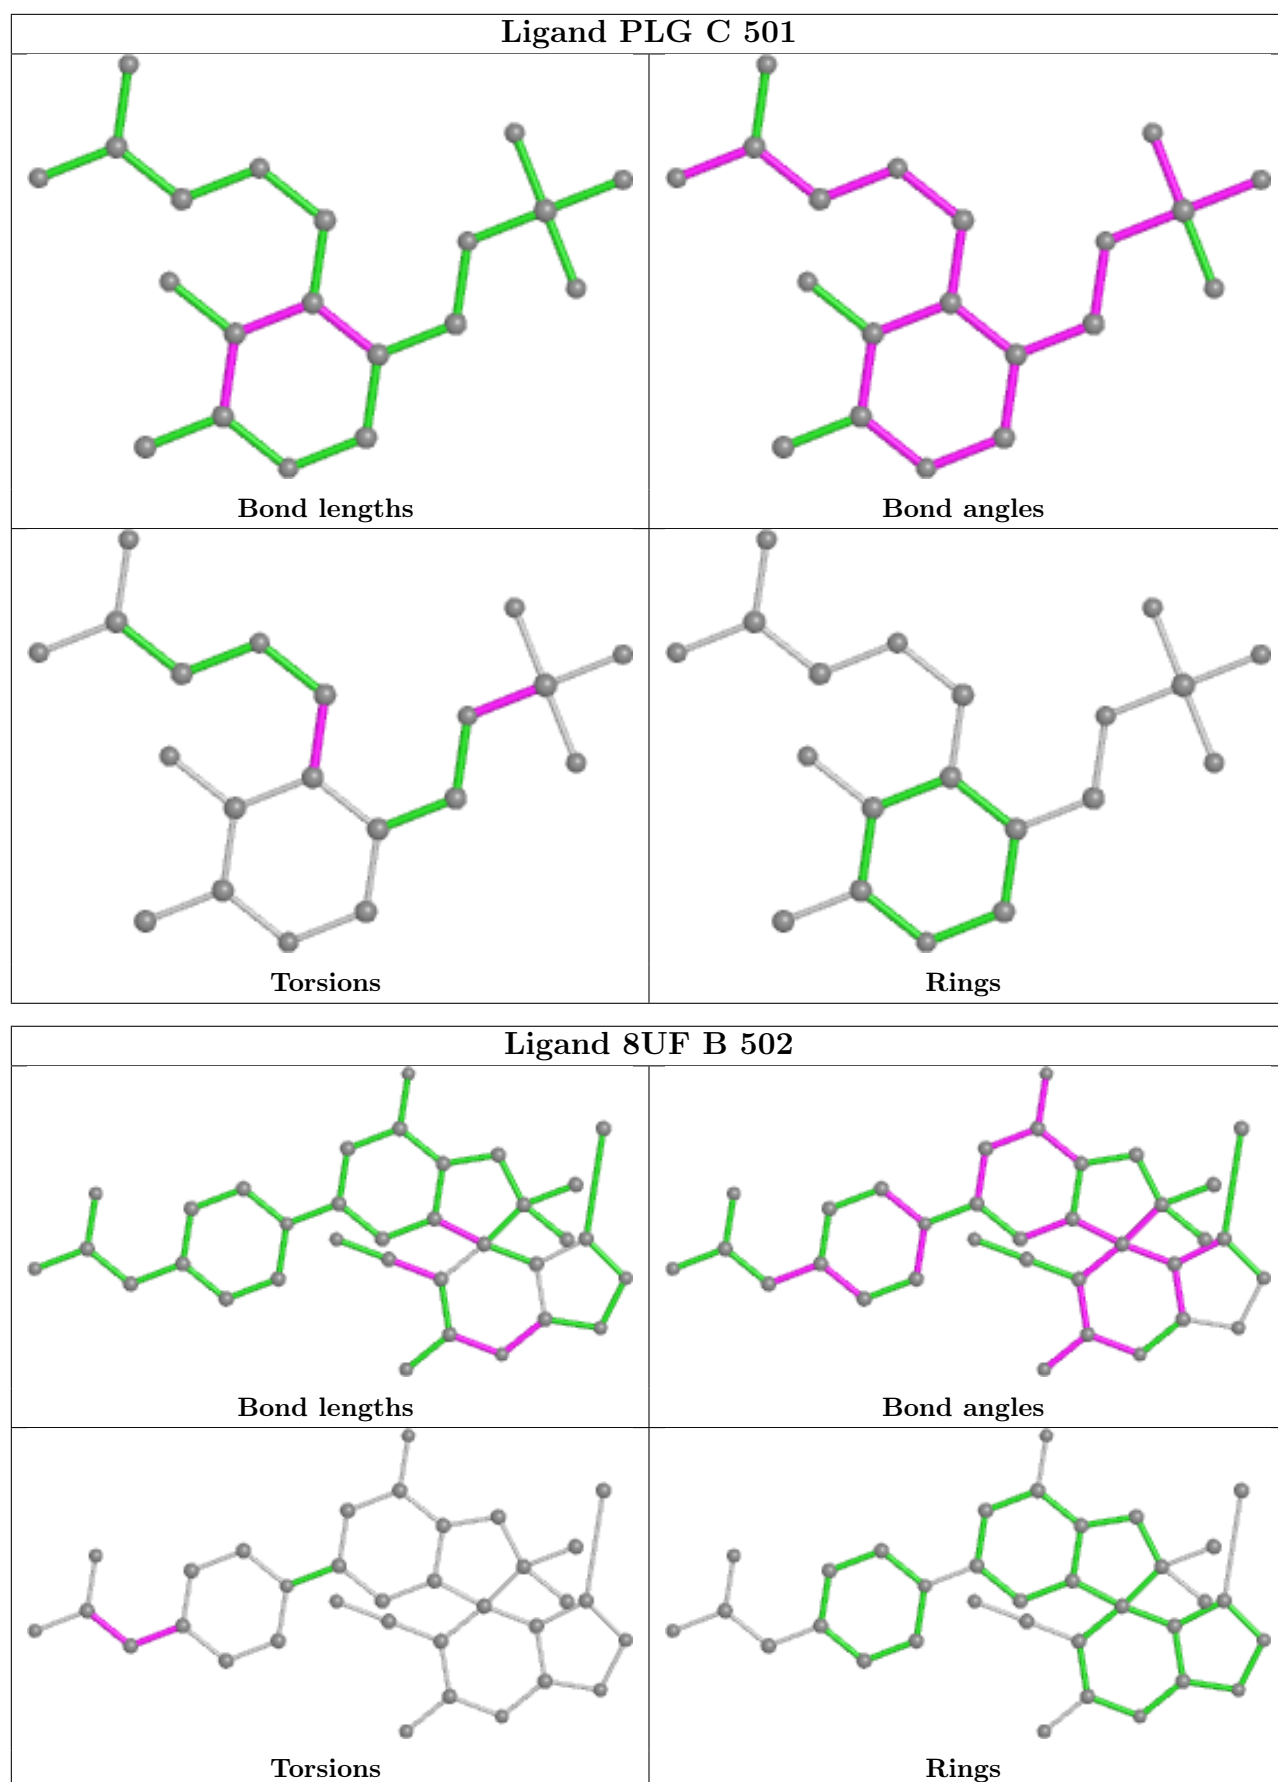 Ligand PLG C 501
Bond lengths
Bond angles
Torsions
Rings
Ligand 8UF B 502
Bond lengths
Bond angles
Torsions
Rings